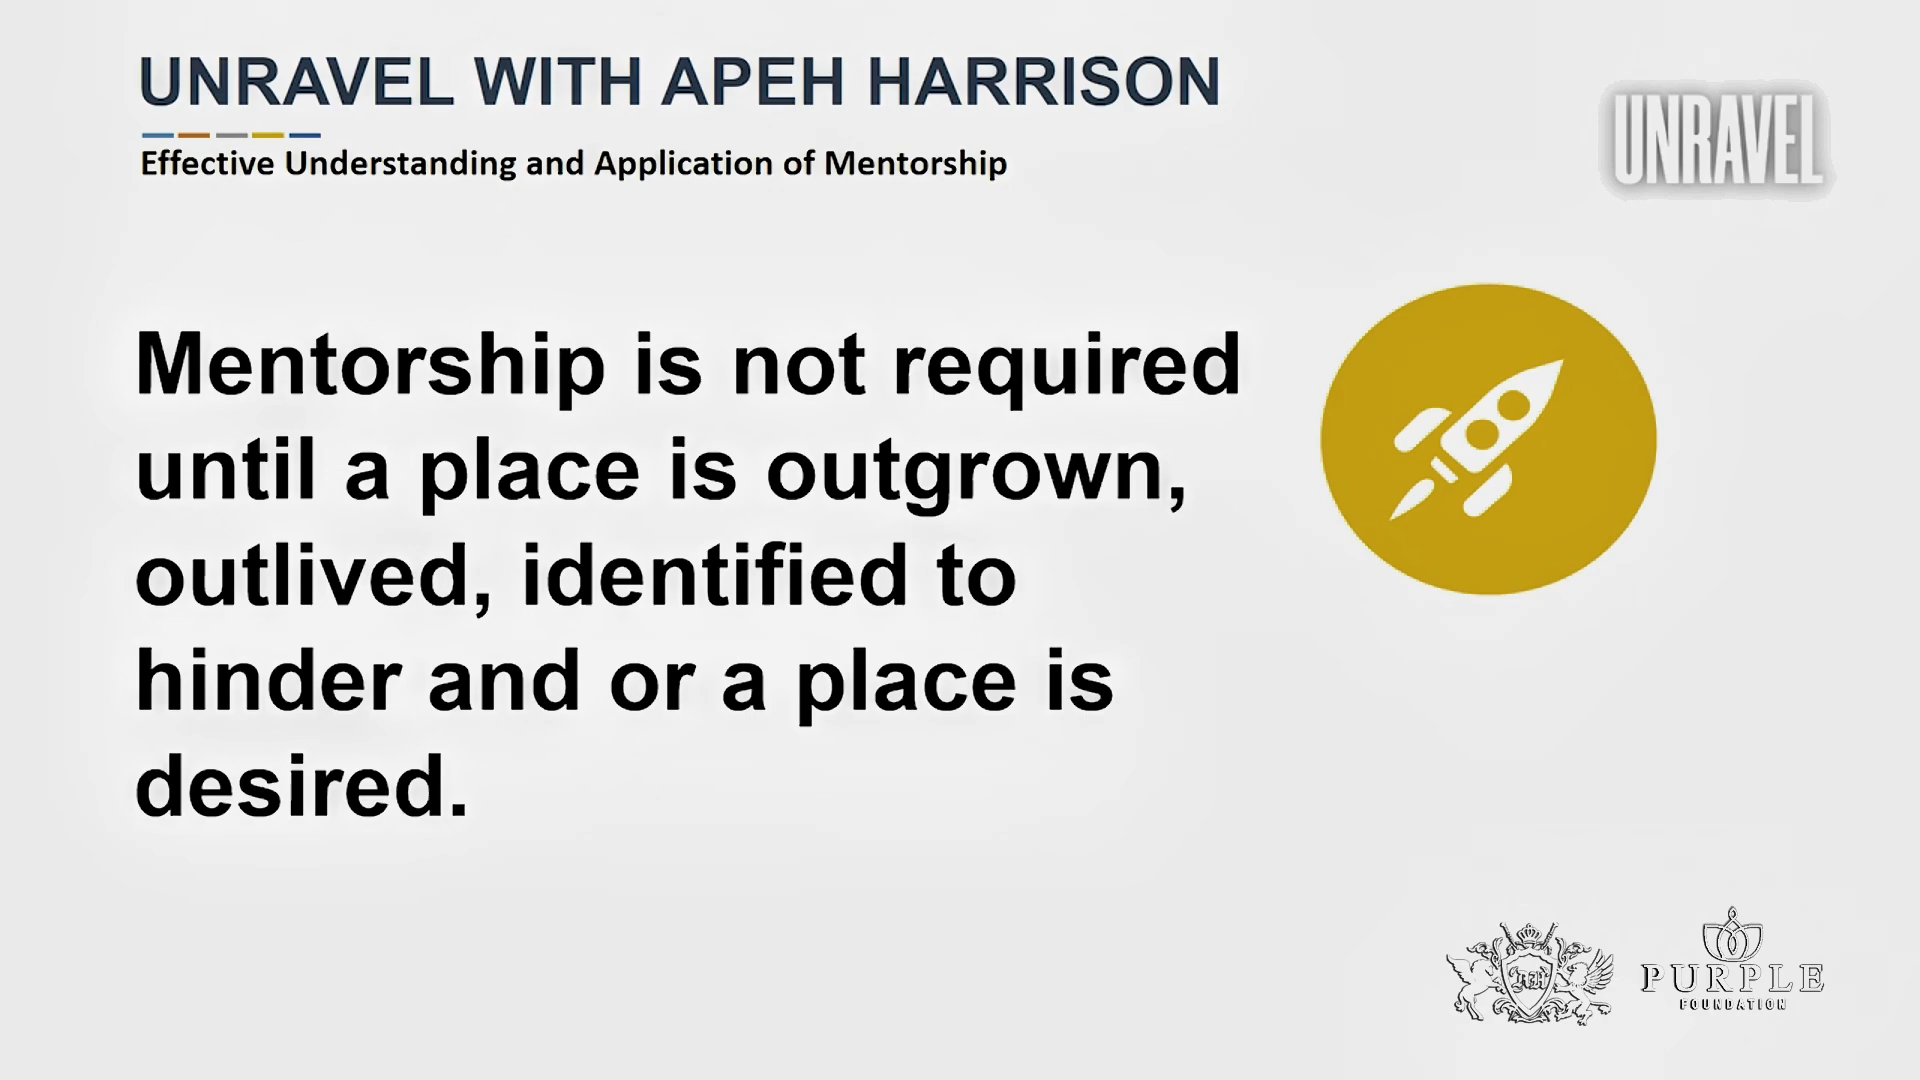 UNRAVEL WITH APEH HARRISON
UNRAVEL
Effective Understanding and Application of Mentorship
Mentorship is not required
until a place is outgrown,
outlived, identified to
hinder and or a place is
desired.
PURPLE
FOUNDATION